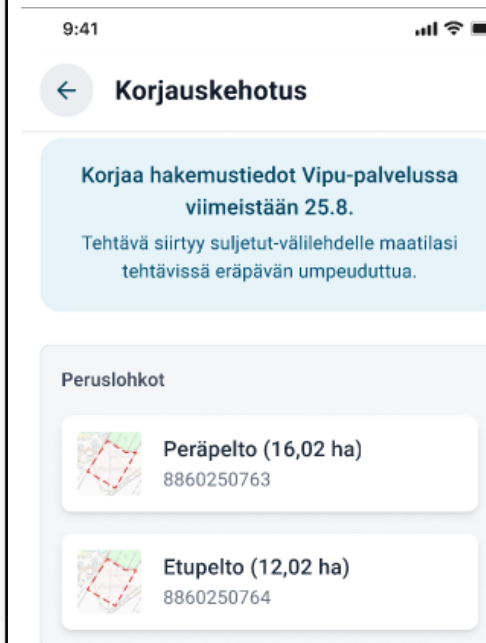 9:41
Korjauskehotus
Korjaa hakemustiedot Vipu-palvelussa
viimeistään 25.8.
Tehtävä siirtyy suljetut-välilehdelle maatilasi
tehtävissä eräpävän umpeuduttua.
Peruslohkot
Peräpelto (16,02 ha)
8860250763
Etupelto (12,02 ha)
8860250764